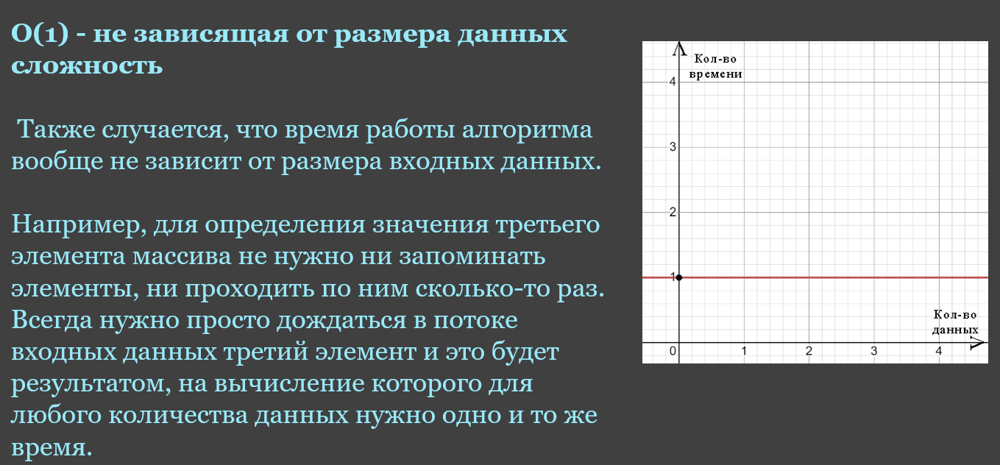 O(1) - не зависящая от размера данных
сложность
Также случается, что время работы алгоритма
вообще не зависит от размера входных данных.
Например, для определения значения третьего
элемента массива не нужно ни запоминать
элементы, ни проходить по ним сколько-то раз.
Всегда нужно просто дождаться в потоке
входных данных третий элемент и это будет
результатом, на вычисление которого для
любого количества данных нужно одно и то же
время.
Кол-во
времени
4
3
2
1
Кол-во
данных
0 1 2 3 4